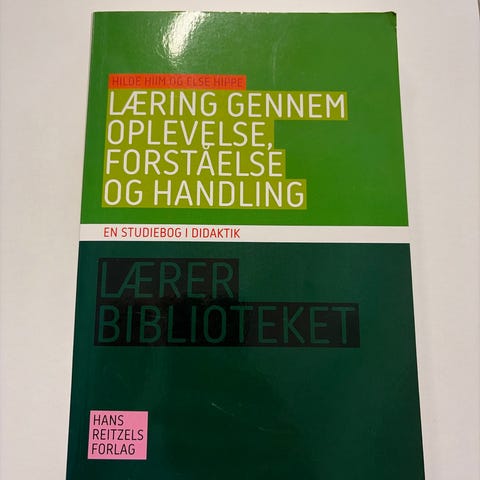 HILDE HIIM OG ELSE HIPPE
LÆRING GENNEM
OPLEVELSE,
FORSTÅELSE
OG HANDLING
EN STUDIEBOG I DIDAKTIK
LÆRER
BIBLIOTEKET
HANS
REITZELS
FORLAG